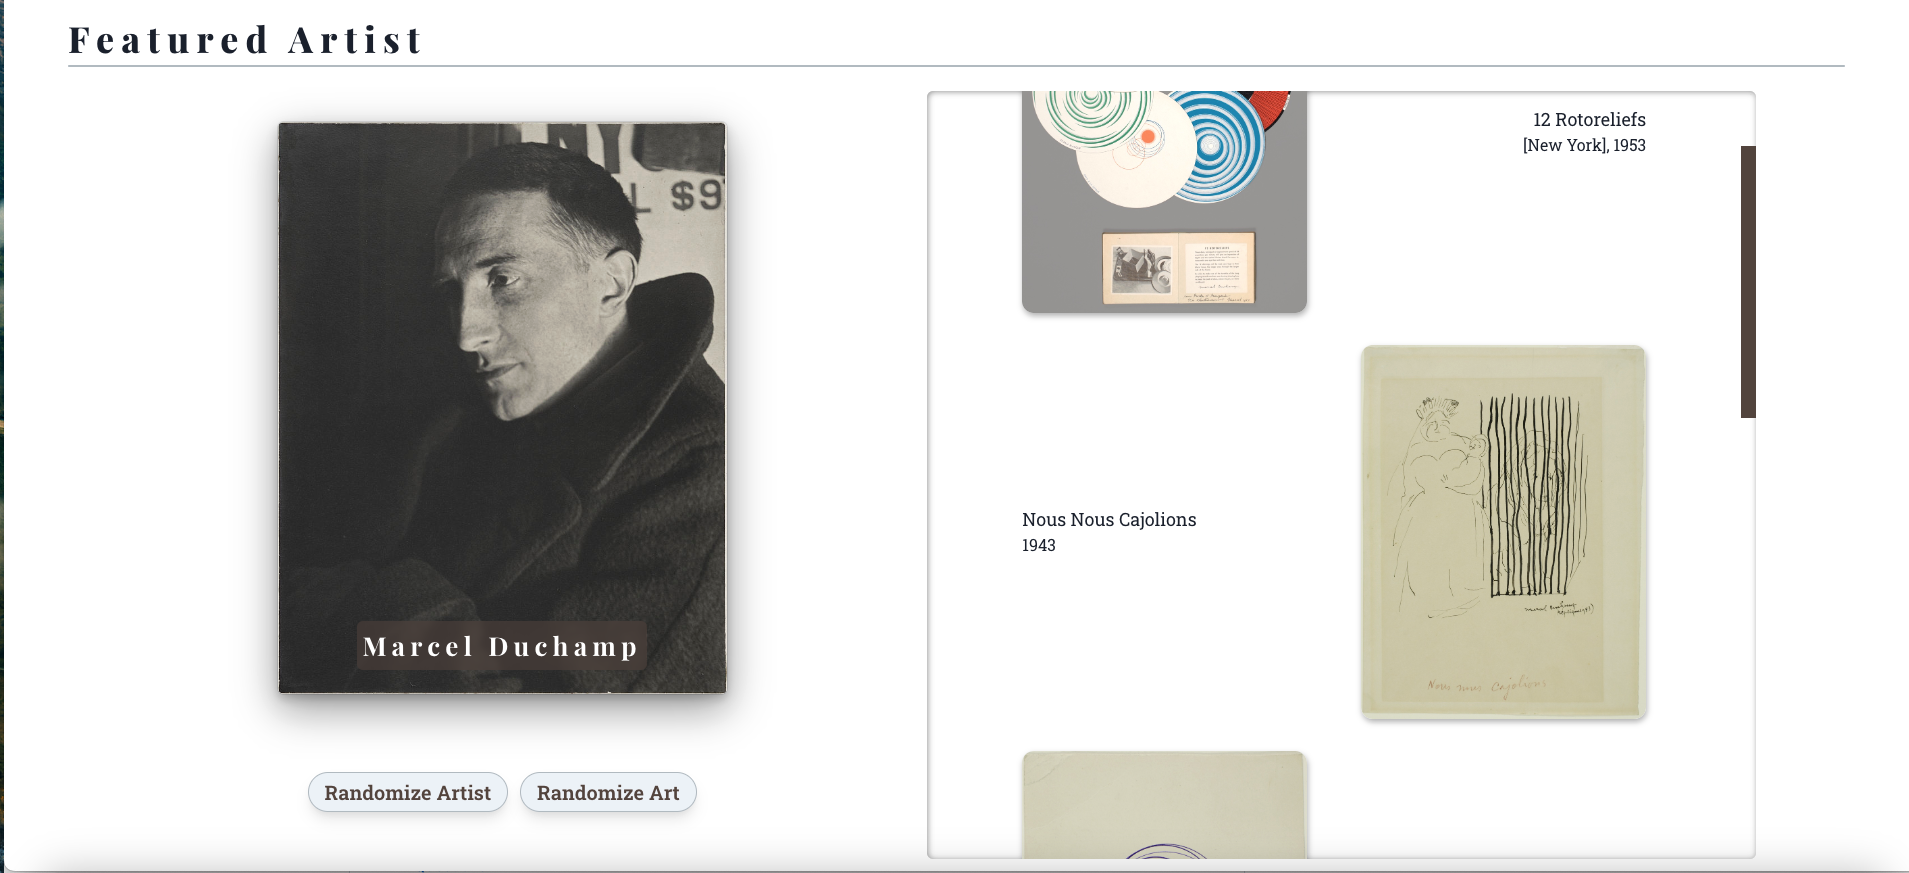 Featured Artist
$9
Marcel Duchamp
Randomize Artist
Randomize Art
12 Rotoreliefs
[New York], 1953
Nous Nous Cajolions
1943
Nous nous Cajolions